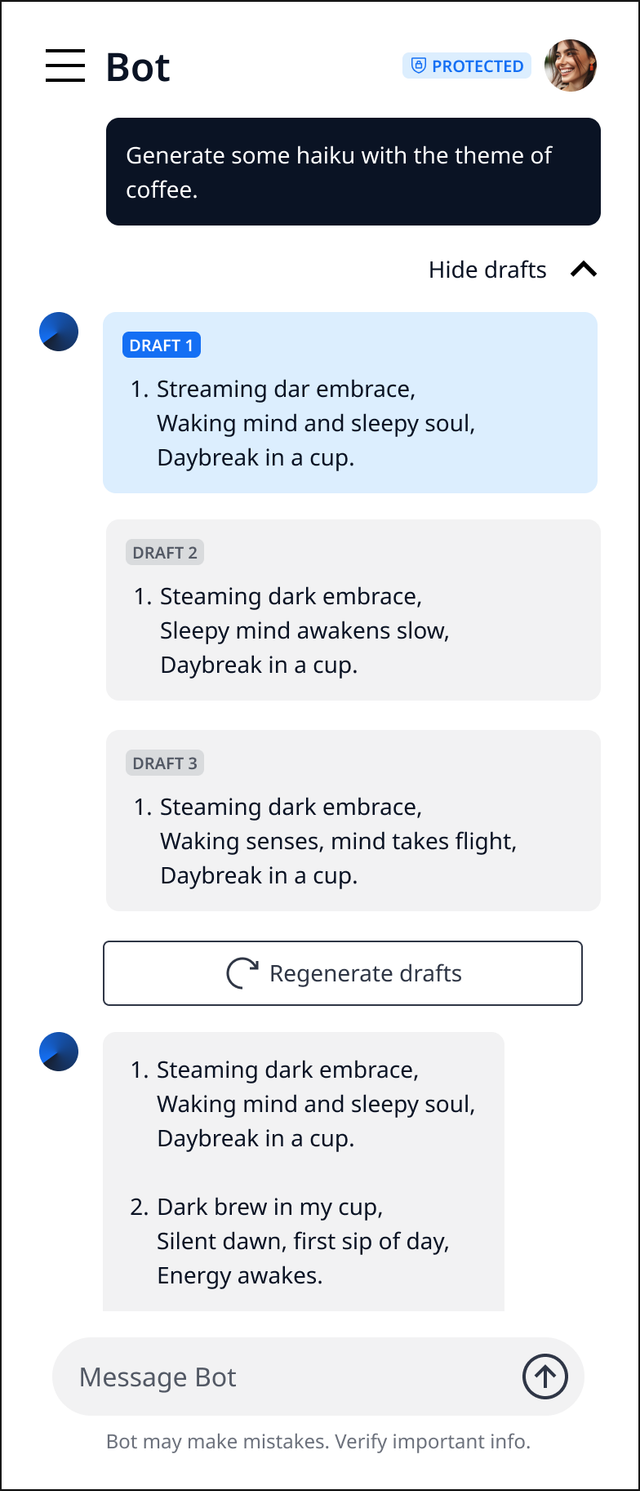 Bot
PROTECTED
Generate some haiku with the theme of
coffee.
Hide drafts
DRAFT 1
1. Streaming dar embrace,
Waking mind and sleepy soul,
Daybreak in a cup.
DRAFT 2
1. Steaming dark embrace,
Sleepy mind awakens slow,
Daybreak in a cup.
DRAFT 3
1. Steaming dark embrace,
Waking senses, mind takes flight,
Daybreak in a cup.
Regenerate drafts
1. Steaming dark embrace,
Waking mind and sleepy soul,
Daybreak in a cup.
2. Dark brew in my cup,
Silent dawn, first sip of day,
Energy awakes.
Message Bot
Bot may make mistakes. Verify important info.